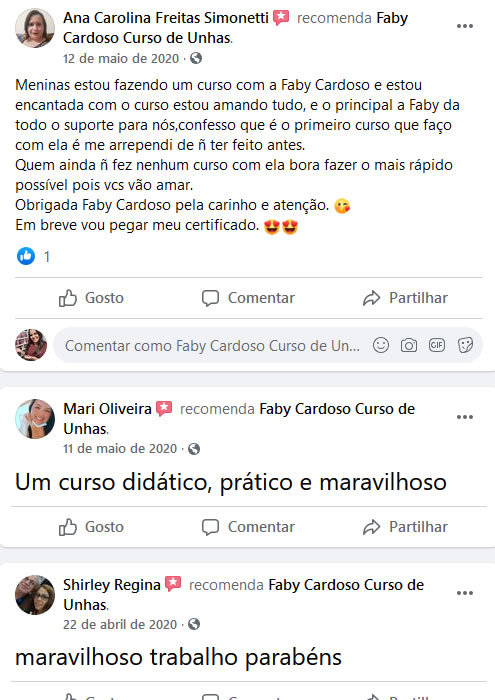 Ana Carolina Freitas Simonetti recomenda Faby
Cardoso Curso de Unhas.
12 de maio de 2020 ·
Meninas estou fazendo um curso com a Faby Cardoso e estou
encantada com o curso estou amando tudo, e o principal a Faby da
todo o suporte para nós,confesso que é o primeiro curso que faço
com ela é me arrependi de ñ ter feito antes.
Quem ainda ñ fez nenhum curso com ela bora fazer o mais rápido
possível pois vcs vão amar.
Obrigada Faby Cardoso pela carinho e atenção. 😘
Em breve vou pegar meu certificado. 😍😍
1
Gosto Comentar Partilhar
Comentar como Faby Cardoso Curso de Un... GIF
Mari Oliveira recomenda Faby Cardoso Curso de
Unhas.
11 de maio de 2020 ·
Um curso didático, prático e maravilhoso
Gosto Comentar Partilhar
Shirley Regina recomenda Faby Cardoso Curso de
Unhas.
22 de abril de 2020 ·
maravilhoso trabalho parabéns